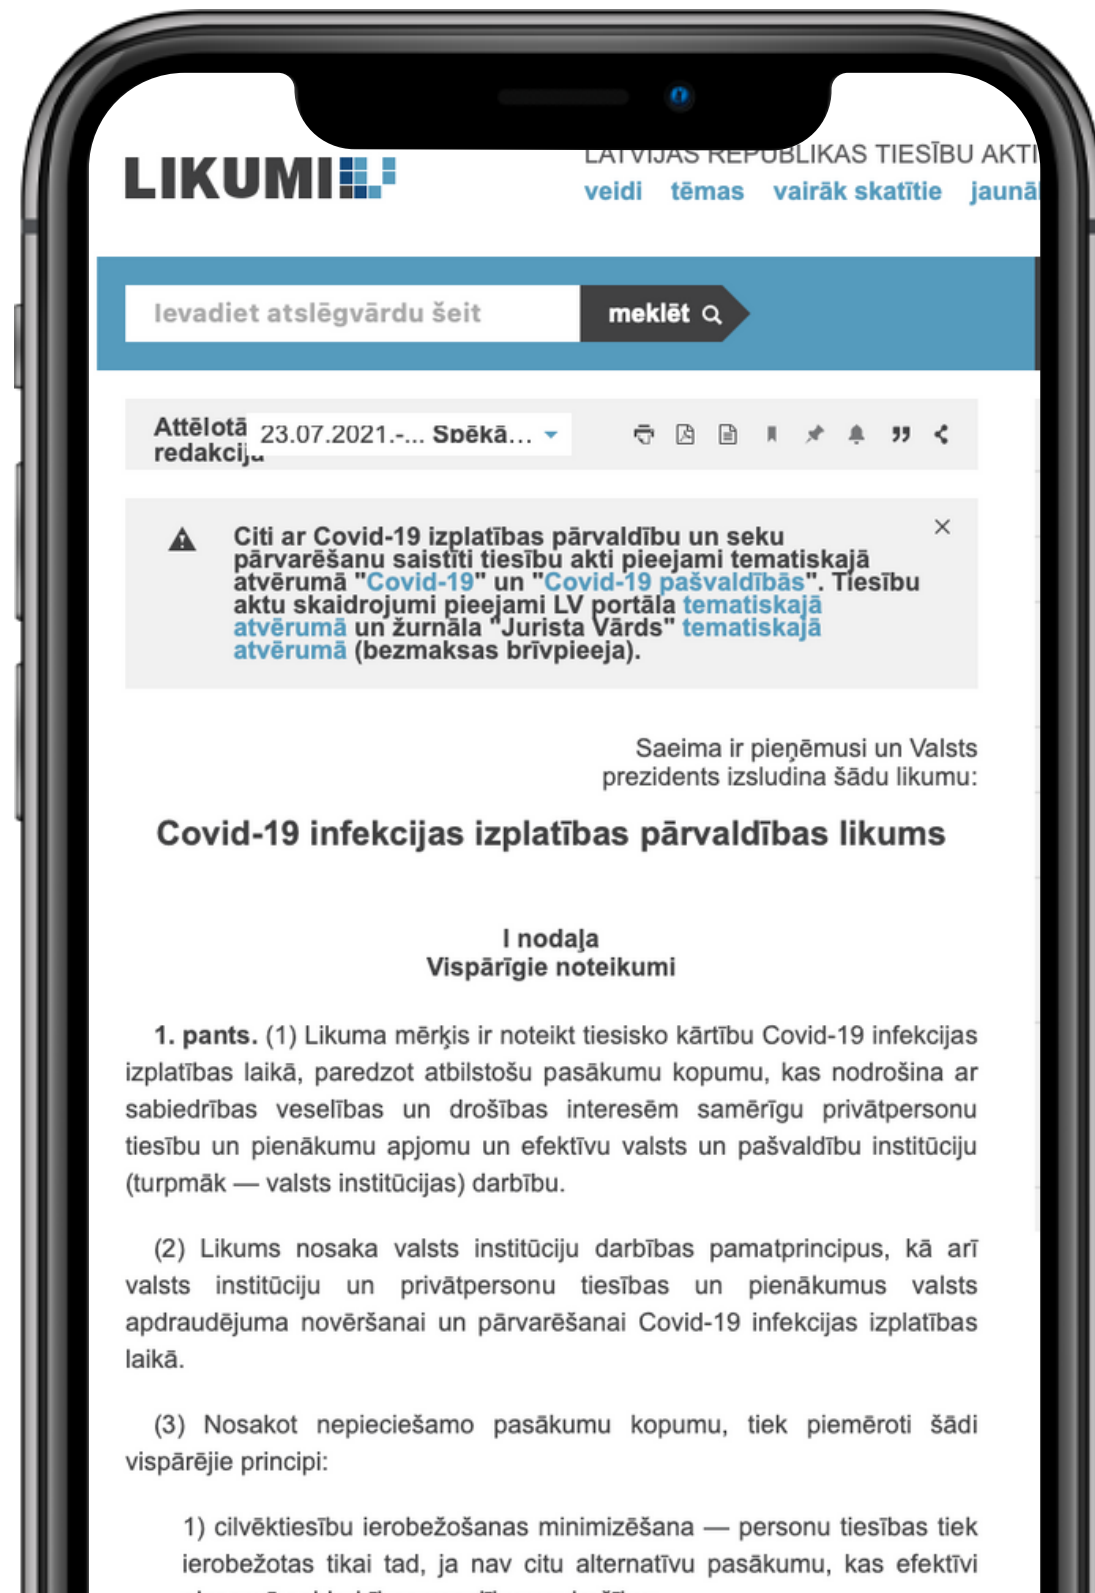 LIKUMI
LATVIJAS REPUBLIKAS TIESĪBU AKTI
veidi tēmas vairāk skatītie
Ievadiet atslēgvārdu šeit
meklēt
Attēlotā
redakcija
23.07.2021.-... Spēkā...
Citi ar Covid-19 izplatības pārvaldību un seku
pārvarēšanu saistīti tiesību akti pieejami tematiskajā
atvērumā "Covid-19" un "Covid-19 pašvaldībās". Tiesību
aktu skaidrojumi pieejami LV portāla tematiskajā
atvērumā un žurnāla "Jurista Vārds" tematiskajā
atvērumā (bezmaksas brīvpieeja).
Saeima ir pieņēmusi un Valsts
prezidents izsludina šādu likumu:
Covid-19 infekcijas izplatības pārvaldības likums
I nodaļa
Vispārīgie noteikumi
1. pants. (1) Likuma mērķis ir noteikt tiesisko kārtību Covid-19 infekcijas
izplatības laikā, paredzot atbilstošu pasākumu kopumu, kas nodrošina ar
sabiedrības veselības un drošības interesēm samērīgu privātpersonu
tiesību un pienākumu apjomu un efektīvu valsts un pašvaldību institūciju
(turpmāk — valsts institūcijas) darbību.
(2) Likums nosaka valsts institūciju darbības pamatprincipus, kā arī
valsts institūciju un privātpersonu tiesības un pienākumus valsts
apdraudējuma novēršanai un pārvarēšanai Covid-19 infekcijas izplatības
laikā.
(3) Nosakot nepieciešamo pasākumu kopumu, tiek piemēroti šādi
vispārējie principi:
1) cilvēktiesību ierobežošanas minimizēšana — personu tiesības tiek
ierobežotas tikai tad, ja nav citu alternatīvu pasākumu, kas efektīvi